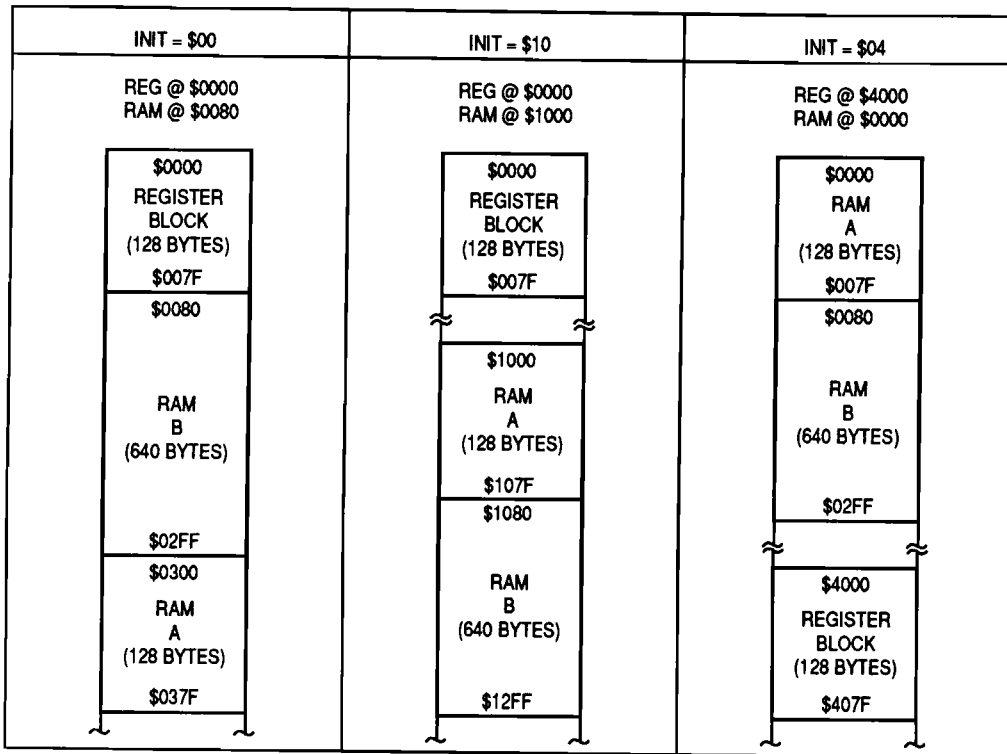 INIT = $00
REG @ $0000
RAM @ $0080
$0000
REGISTER
BLOCK
(128 BYTES)
$007F
$0080
RAM
B
(640 BYTES)
$02FF
$0300
RAM
A
(128 BYTES)
$037F
INIT = $10
REG @ $0000
RAM @ $1000
$0000
REGISTER
BLOCK
(128 BYTES)
$007F
$1000
RAM
A
(128 BYTES)
$107F
$1080
RAM
B
(640 BYTES)
$12FF
INIT = $04
REG @ $4000
RAM @ $0000
$0000
RAM
A
(128 BYTES)
$007F
$0080
RAM
B
(640 BYTES)
$02FF
$4000
REGISTER
BLOCK
(128 BYTES)
$407F